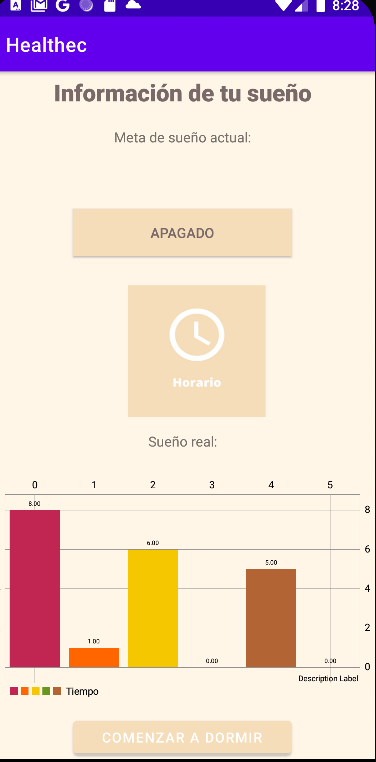 8:28
Healthec
Información de tu sueño
Meta de sueño actual:
APAGADO
Horario
Sueño real:
0 1 2 3 4 5
8.00
8
6.00
6
5.00
4
2
1.00
0.00 0.00
0
Description Label
Tiempo
COMENZAR A DORMIR